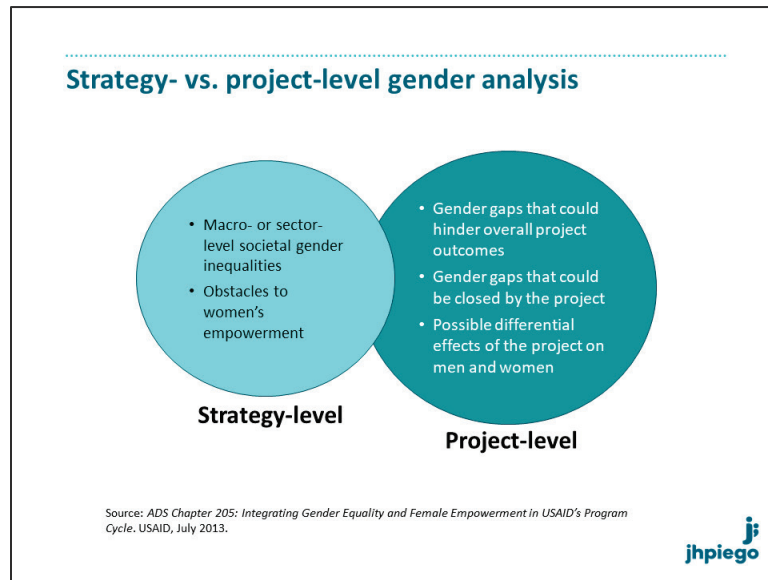 Strategy- vs. project-level gender analysis
• Macro- or sector-
level societal gender
inequalities
• Obstacles to
women's
empowerment
Strategy-level
• Gender gaps that could
hinder overall project
outcomes
• Gender gaps that could
be closed by the project
• Possible differential
effects of the project on
men and women
Project-level
Source: ADS Chapter 205: Integrating Gender Equality and Female Empowerment in USAID's Program
Cycle. USAID, July 2013.
jhpiego